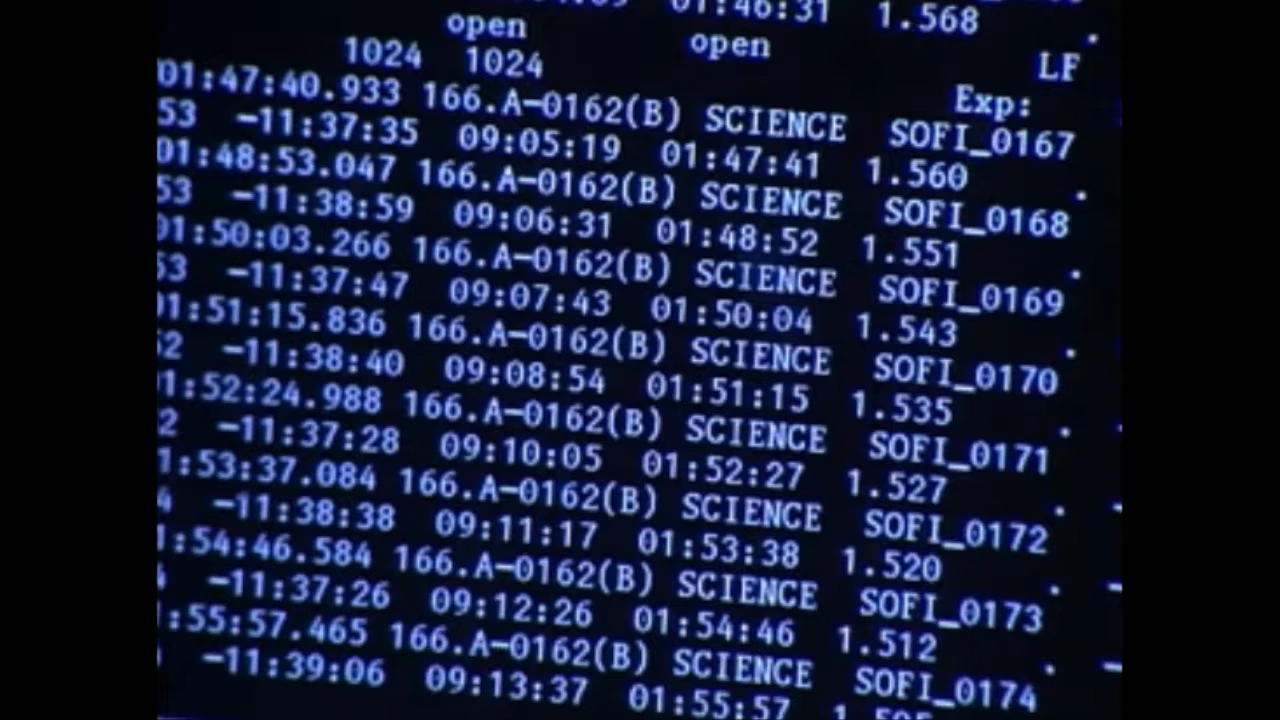 01:46:31 1.568
open open
1024 1024 LF
Exp:
01:47:40.933 166.A-0162(B) SCIENCE SOFI_0167
53 -11:37:35 09:05:19 01:47:41 1.560 .
01:48:53.047 166.A-0162(B) SCIENCE SOFI_0168
53 -11:38:59 09:06:31 01:48:52 1.551 .
01:50:03.266 166.A-0162(B) SCIENCE SOFI_0169
53 -11:37:47 09:07:43 01:50:04 1.543 .
01:51:15.836 166.A-0162(B) SCIENCE SOFI_0170
52 -11:38:40 09:08:54 01:51:15 1.535 .
1:52:24.988 166.A-0162(B) SCIENCE SOFI_0171
2 -11:37:28 09:10:05 01:52:27 1.527 . -
1:53:37.084 166.A-0162(B) SCIENCE SOFI_0172
4 -11:38:38 09:11:17 01:53:38 1.520 . -
1:54:46.584 166.A-0162(B) SCIENCE SOFI_0173
-11:37:26 09:12:26 01:54:46 1.512 . -
:55:57.465 166.A-0162(B) SCIENCE SOFI_0174
-11:39:06 09:13:37 01:55:57